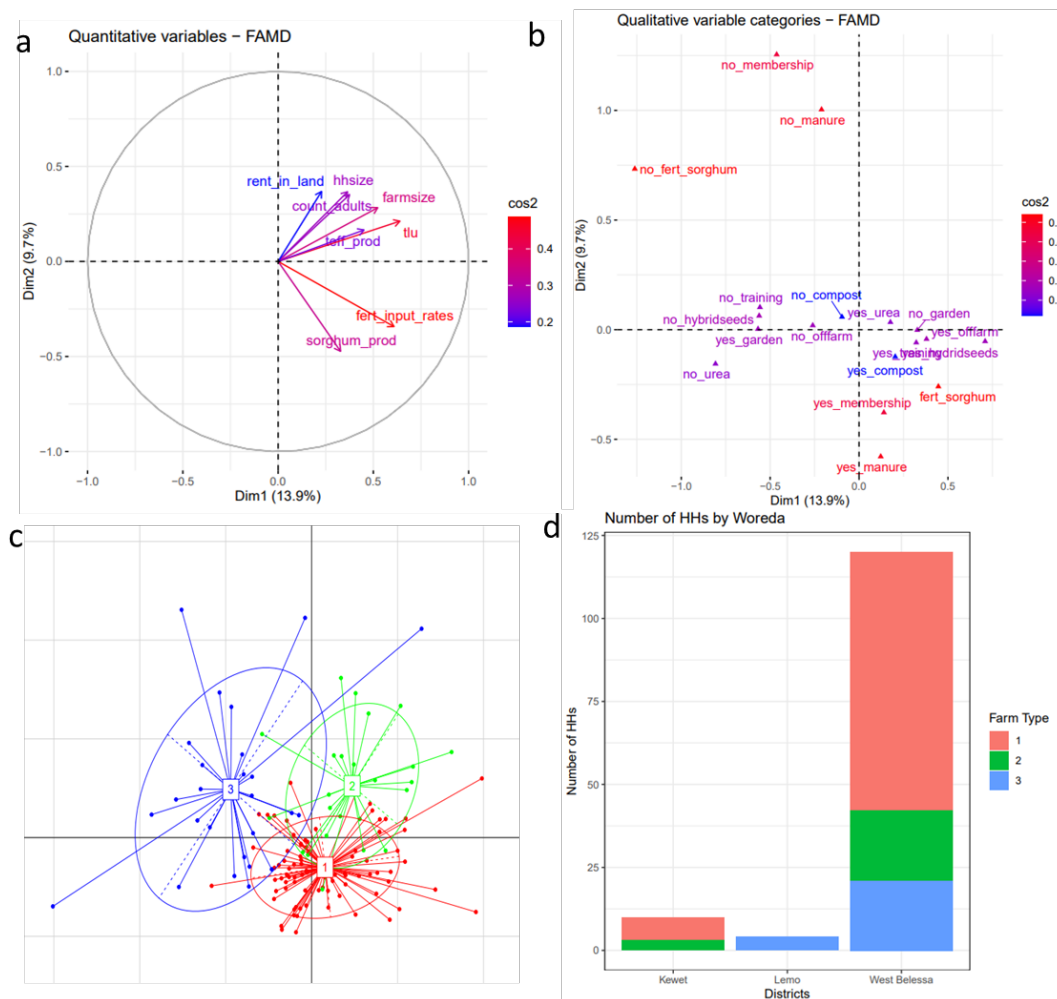 a
Quantitative variables − FAMD
1.0
0.5
0.0
−0.5
−1.0
Dim2 (9.7%)
rent_in_land
hhsize
count_adults
farmsize
tlu
teff_prod
fert_input_rates
sorghum_prod
−1.0
−0.5
0.0
0.5
1.0
Dim1 (13.9%)
cos2
0.4
0.3
0.2
b
Qualitative variable categories − FAMD
1.0
0.5
0.0
−0.5
Dim2 (9.7%)
no_membership
no_manure
no_fert_sorghum
no_training
no_compost
no_hybridseeds
yes_urea
no_garden
yes_garden
no_offfarm
yes_offfarm
yes_training
yes_hydridseeds
no_urea
yes_compost
yes_membership
fert_sorghum
yes_manure
−1.0
−0.5
0.0
0.5
Dim1 (13.9%)
cos2
c
3
2
1
d
Number of HHs by Woreda
125
100
75
50
25
0
Number of HHs
Kewet
Lemo
West Belessa
Districts
Farm Type
1
2
3